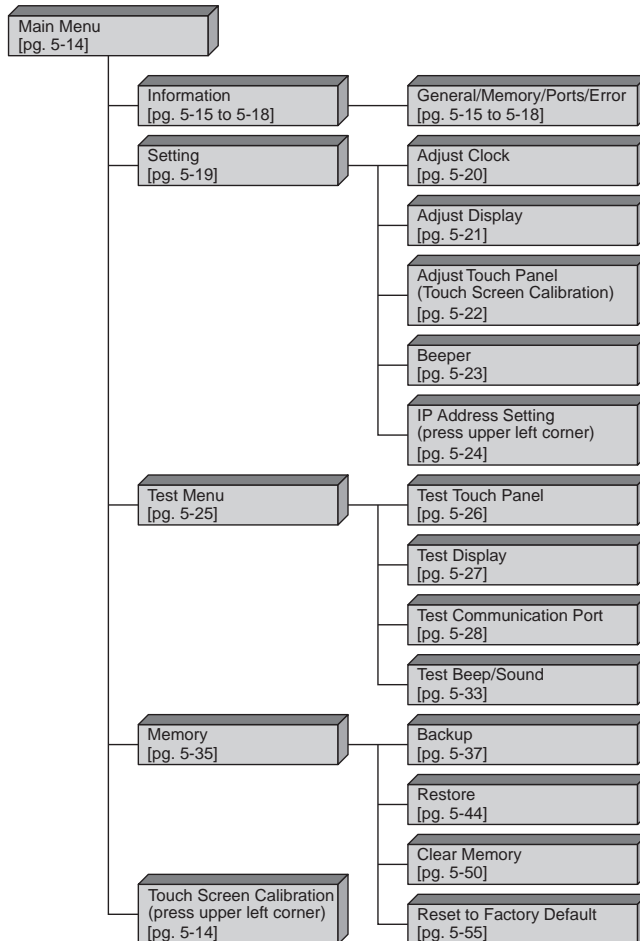 Main Menu
[pg. 5-14]
Information
[pg. 5-15 to 5-18]
General/Memory/Ports/Error
[pg. 5-15 to 5-18]
Setting
[pg. 5-19]
Adjust Clock
[pg. 5-20]
Adjust Display
[pg. 5-21]
Adjust Touch Panel
(Touch Screen Calibration)
[pg. 5-22]
Beeper
[pg. 5-23]
IP Address Setting
(press upper left corner)
[pg. 5-24]
Test Menu
[pg. 5-25]
Test Touch Panel
[pg. 5-26]
Test Display
[pg. 5-27]
Test Communication Port
[pg. 5-28]
Test Beep/Sound
[pg. 5-33]
Memory
[pg. 5-35]
Backup
[pg. 5-37]
Restore
[pg. 5-44]
Clear Memory
[pg. 5-50]
Reset to Factory Default
[pg. 5-55]
Touch Screen Calibration
(press upper left corner)
[pg. 5-14]